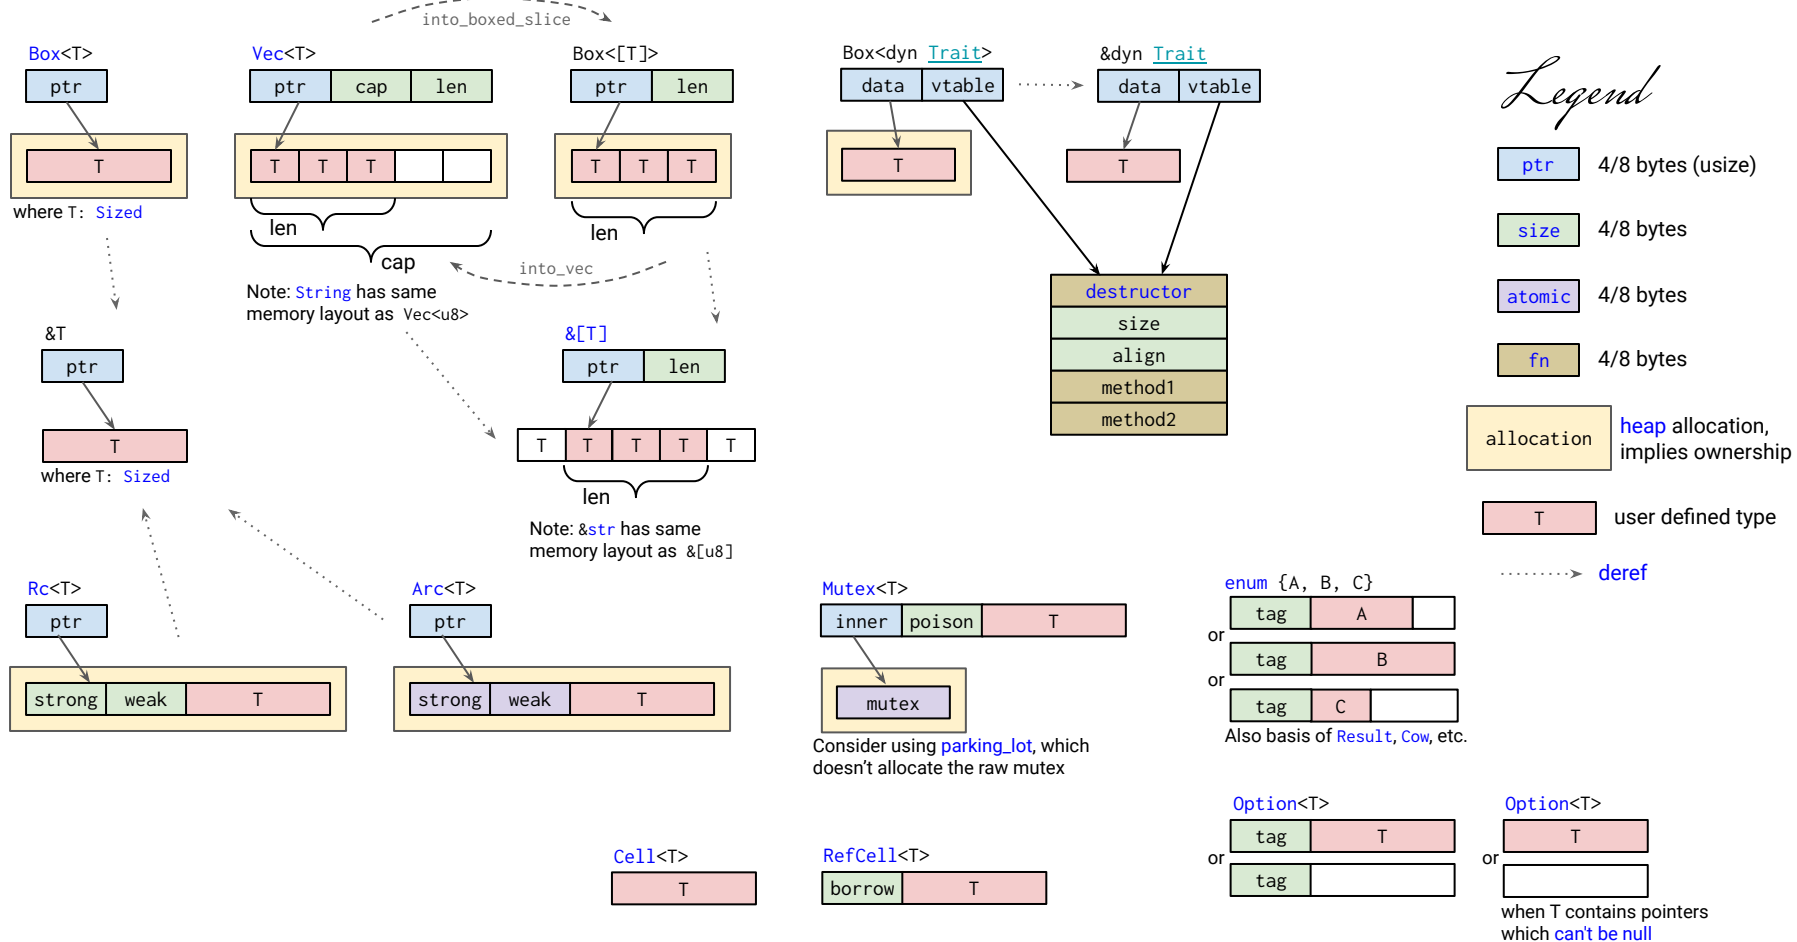 into_boxed_slice
Box<T>
ptr
T
where T: Sized
Vec<T>
ptr cap len
T T T
len
cap
Note: String has same
memory layout as Vec<u8>
Box<[T]>
ptr len
T T T
len
into_vec
Box<dyn Trait>
data vtable
T
&dyn Trait
data vtable
T
destructor
size
align
method1
method2
Legend
ptr 4/8 bytes (usize)
size 4/8 bytes
atomic 4/8 bytes
fn 4/8 bytes
allocation heap allocation,
implies ownership
T user defined type
deref
&T
ptr
T
where T: Sized
&[T]
ptr len
T T T T T
len
Note: &str has same
memory layout as &[u8]
Rc<T>
ptr
strong weak T
Arc<T>
ptr
strong weak T
Mutex<T>
inner poison T
mutex
Consider using parking_lot, which
doesn’t allocate the raw mutex
enum {A, B, C}
tag A
or
tag B
or
tag C
Also basis of Result, Cow, etc.
Cell<T>
T
RefCell<T>
borrow T
Option<T>
tag T
or
tag
Option<T>
T
or
when T contains pointers
which can't be null